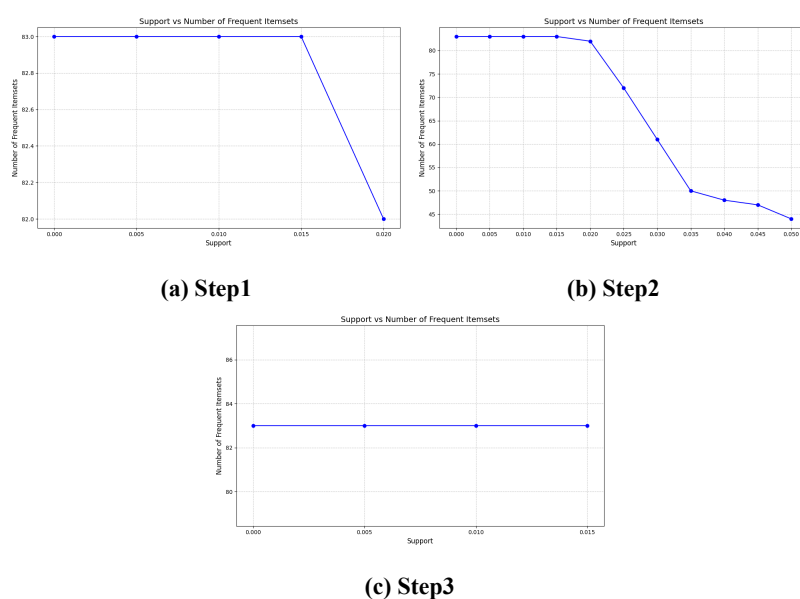 Support vs Number of Frequent Itemsets
83.0
82.8
82.6
82.4
82.2
82.0
Number of Frequent Itemsets
0.000 0.005 0.010 0.015 0.020
Support
(a) Step1
Support vs Number of Frequent Itemsets
80
75
70
65
60
55
50
45
Number of Frequent Itemsets
0.000 0.005 0.010 0.015 0.020 0.025 0.030 0.035 0.040 0.045 0.050
Support
(b) Step2
Support vs Number of Frequent Itemsets
86
84
82
80
Number of Frequent Itemsets
0.000 0.005 0.010 0.015
Support
(c) Step3